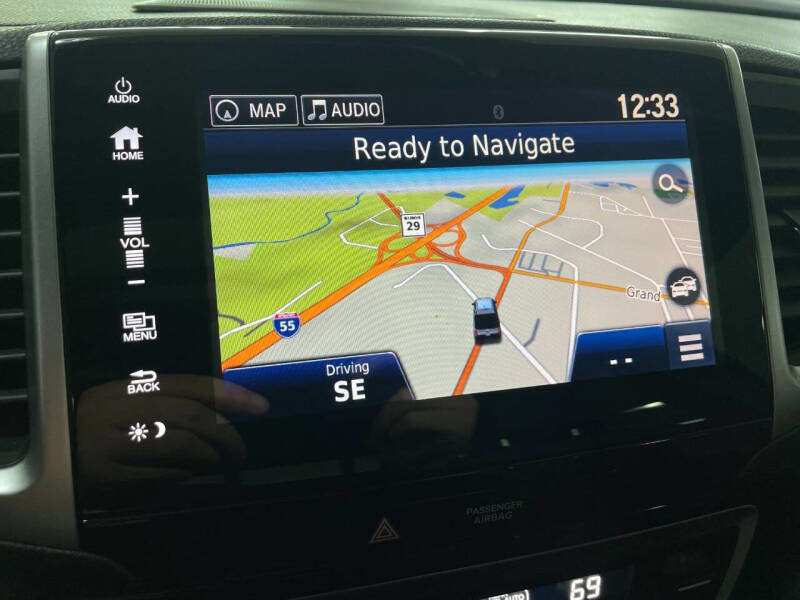 AUDIO
HOME
+
VOL
-
MENU
BACK
MAP
AUDIO
12:33
Ready to Navigate
ILLINOIS
29
55
Grand
Driving
SE
--
PASSENGER
AIRBAG
AUTO
69